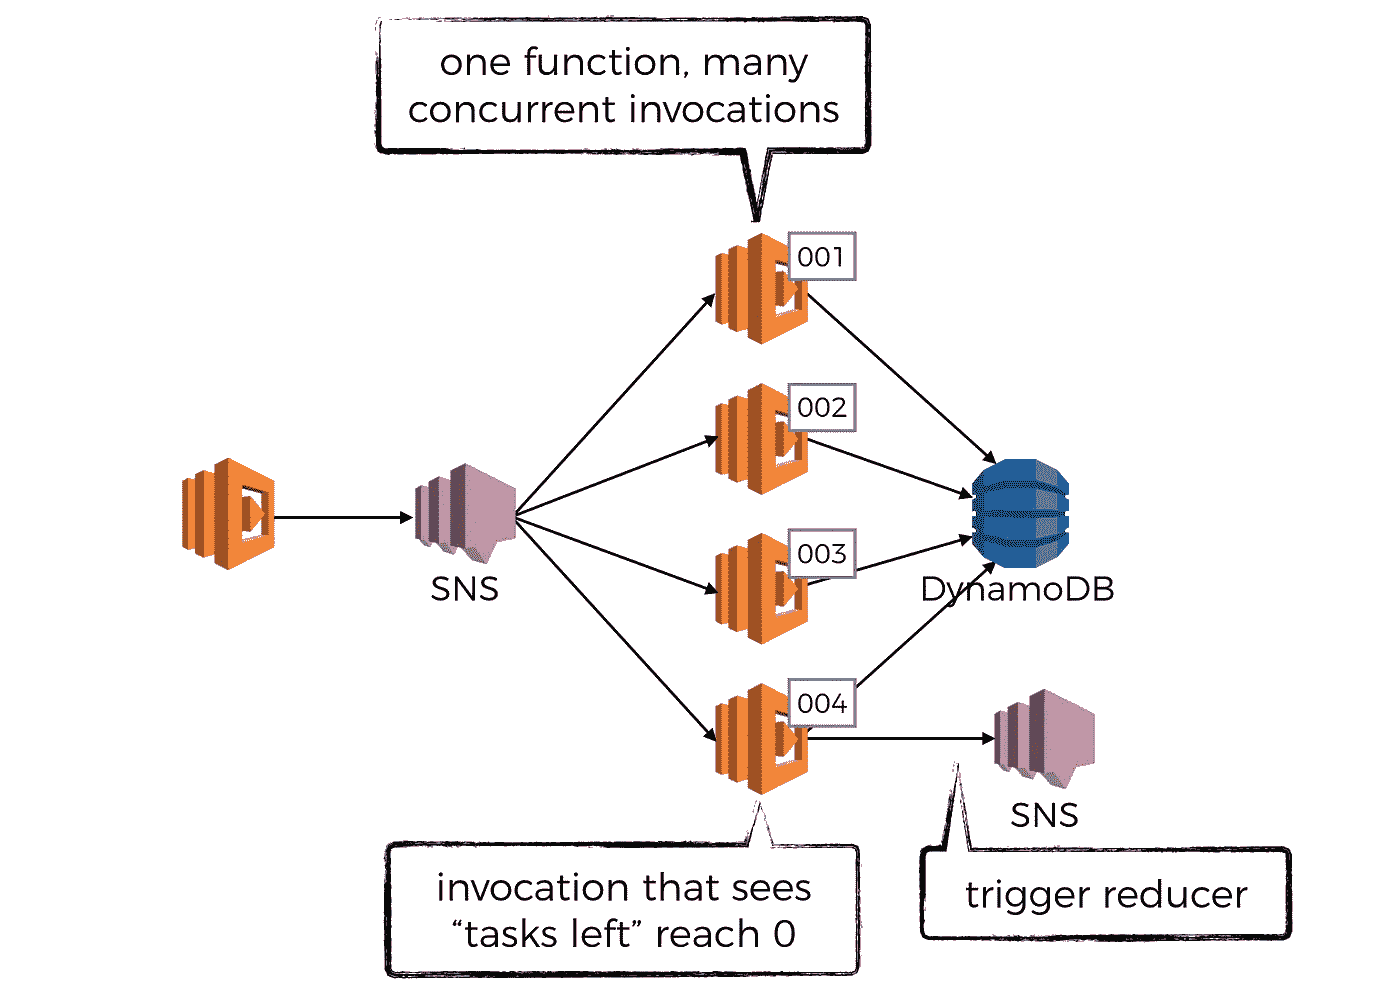 one function, many
concurrent invocations
001
002
003
004
SNS
DynamoDB
SNS
invocation that sees
“tasks left” reach 0
trigger reducer